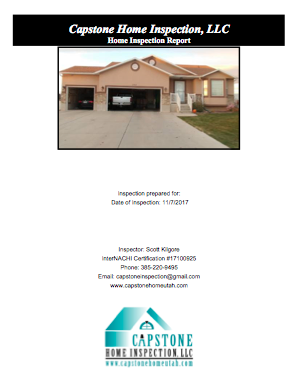 Capstone Home Inspection, LLC
Home Inspection Report
Inspection prepared for:
Date of Inspection: 11/7/2017
Inspector: Scott Kilgore
InterNACHI Certification #17100925
Phone: 385-220-9495
Email: capstoneinspection@gmail.com
www.capstonehomeutah.com
CAPSTONE
HOME INSPECTION, LLC
www.capstonehomeutah.com